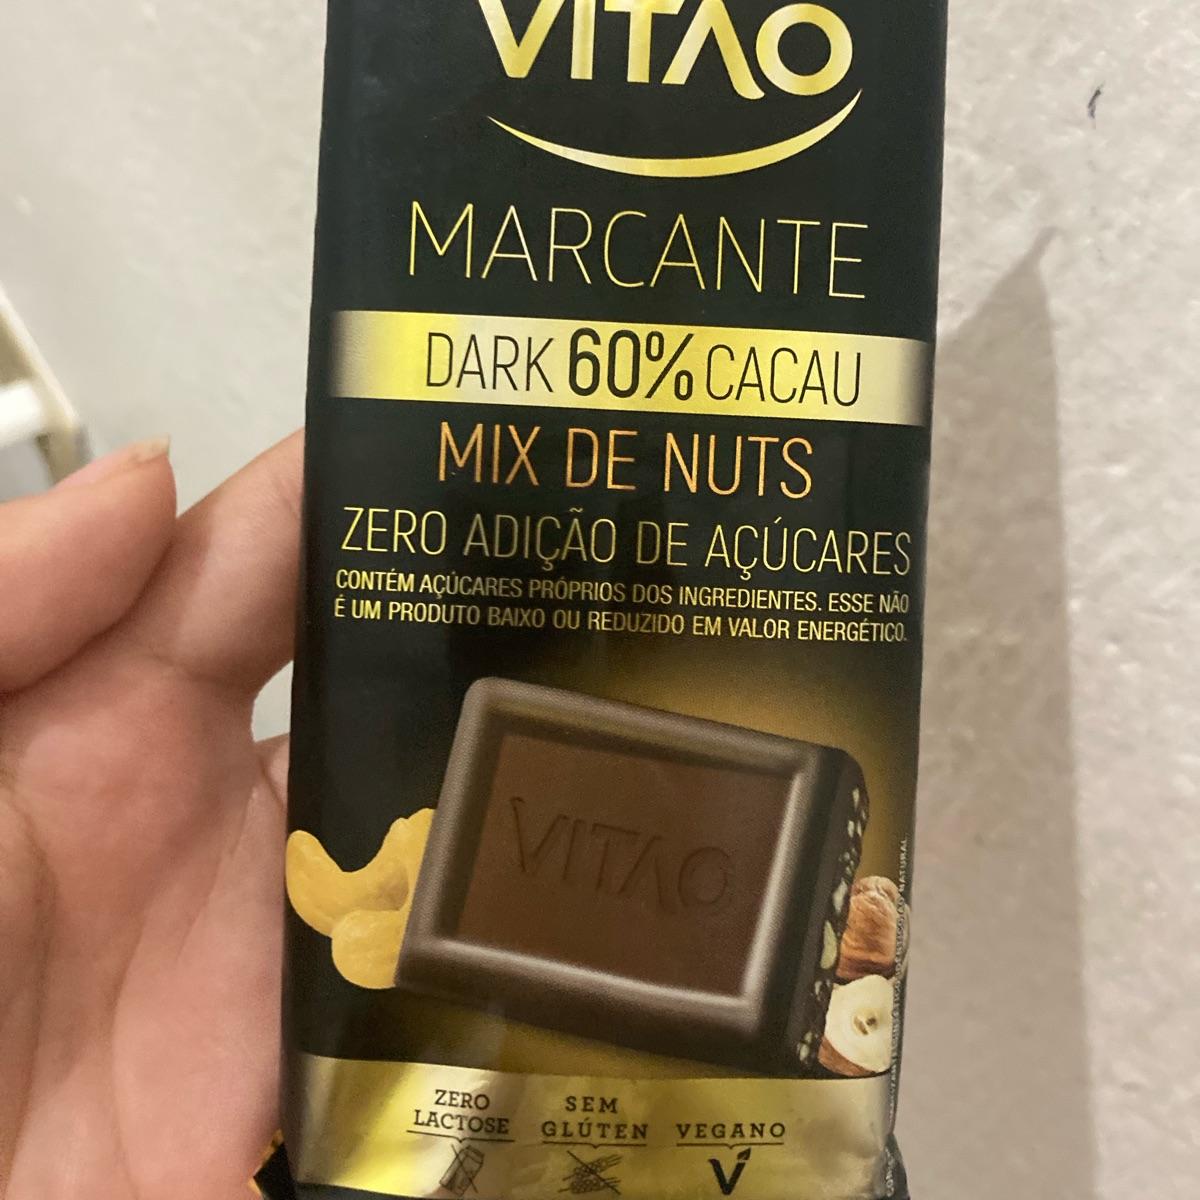 VITAO
MARCANTE
DARK 60% CACAU
MIX DE NUTS
ZERO ADIÇÃO DE AÇÚCARES
CONTÉM AÇÚCARES PRÓPRIOS DOS INGREDIENTES. ESSE NÃO
É UM PRODUTO BAIXO OU REDUZIDO EM VALOR ENERGÉTICO.
VITAO
ZERO
LACTOSE
SEM
GLÚTEN
VEGANO